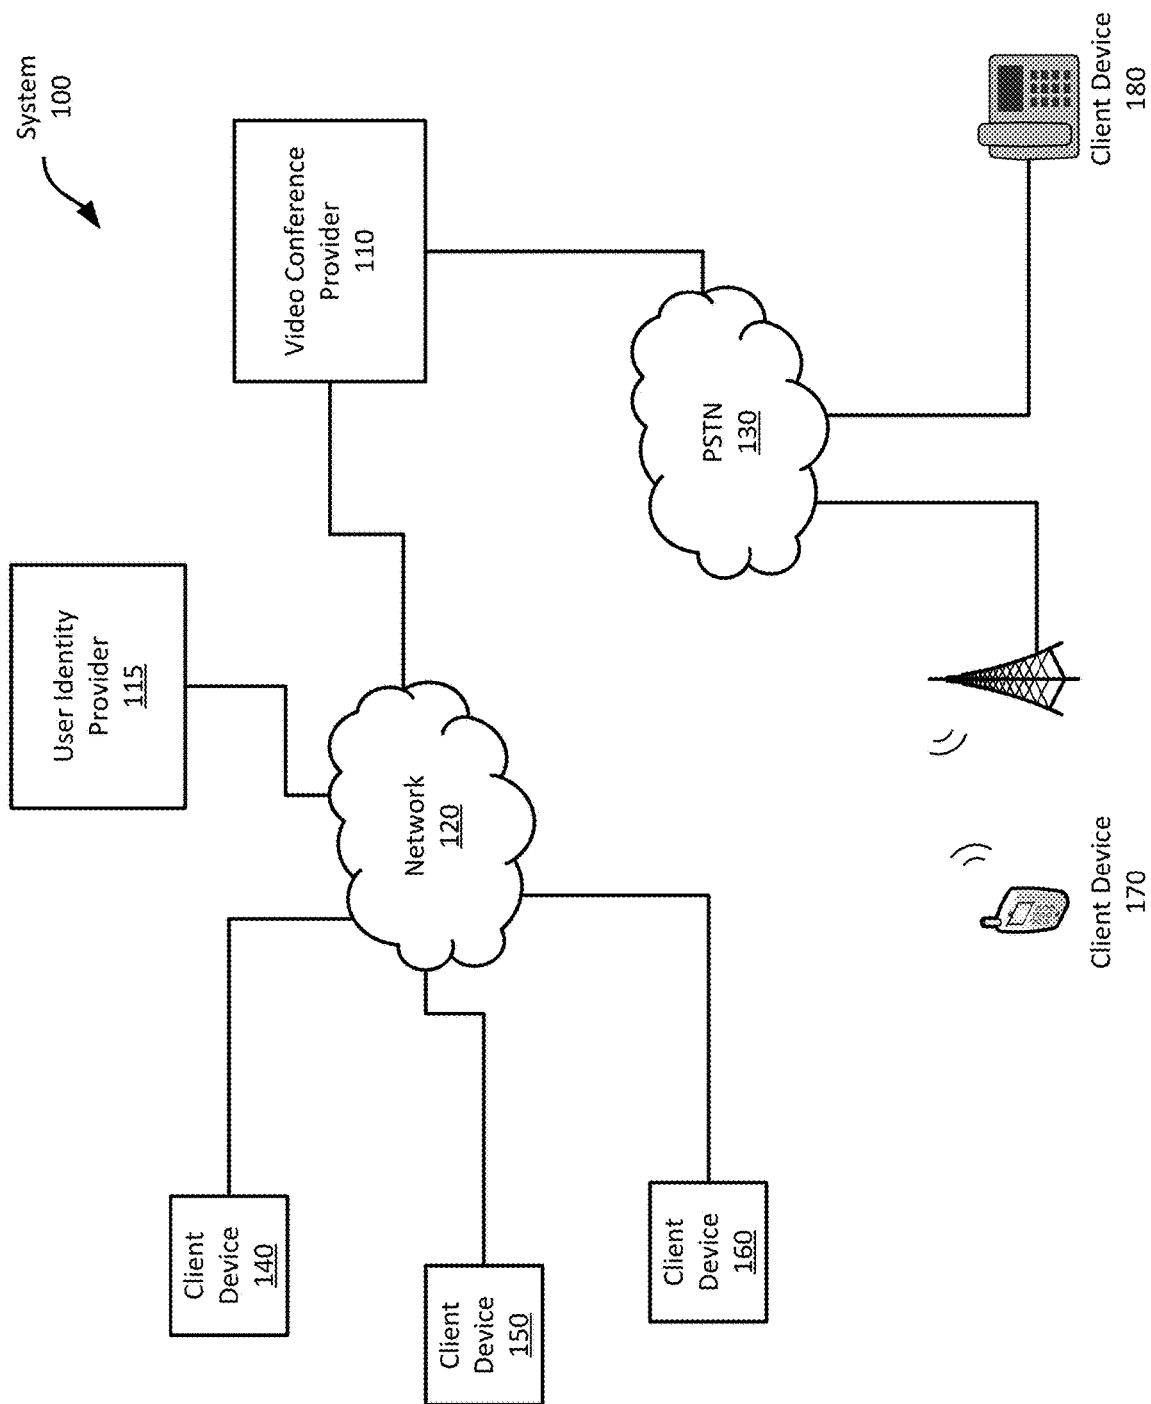 System
100
User Identity
Provider
115
Video Conference
Provider
110
Client
Device
140
Network
120
Client
Device
150
PSTN
130
Client
Device
160
Client Device
170
Client Device
180